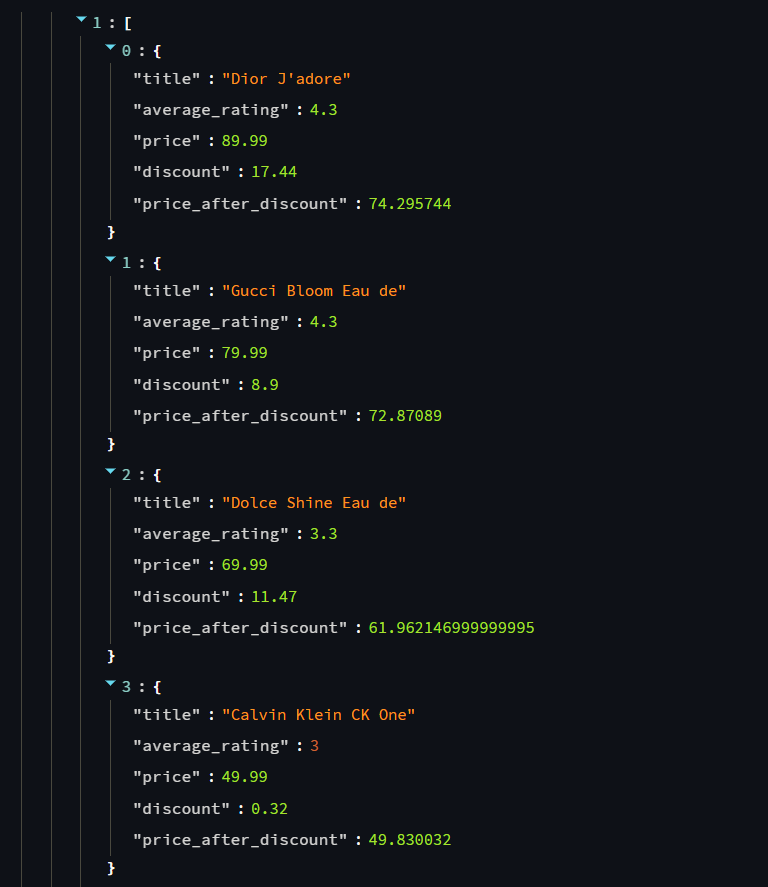 1 : [
0 : {
"title" : "Dior J'adore"
"average_rating" : 4.3
"price" : 89.99
"discount" : 17.44
"price_after_discount" : 74.295744
}
1 : {
"title" : "Gucci Bloom Eau de"
"average_rating" : 4.3
"price" : 79.99
"discount" : 8.9
"price_after_discount" : 72.87089
}
2 : {
"title" : "Dolce Shine Eau de"
"average_rating" : 3.3
"price" : 69.99
"discount" : 11.47
"price_after_discount" : 61.962146999999995
}
3 : {
"title" : "Calvin Klein CK One"
"average_rating" : 3
"price" : 49.99
"discount" : 0.32
"price_after_discount" : 49.830032
}